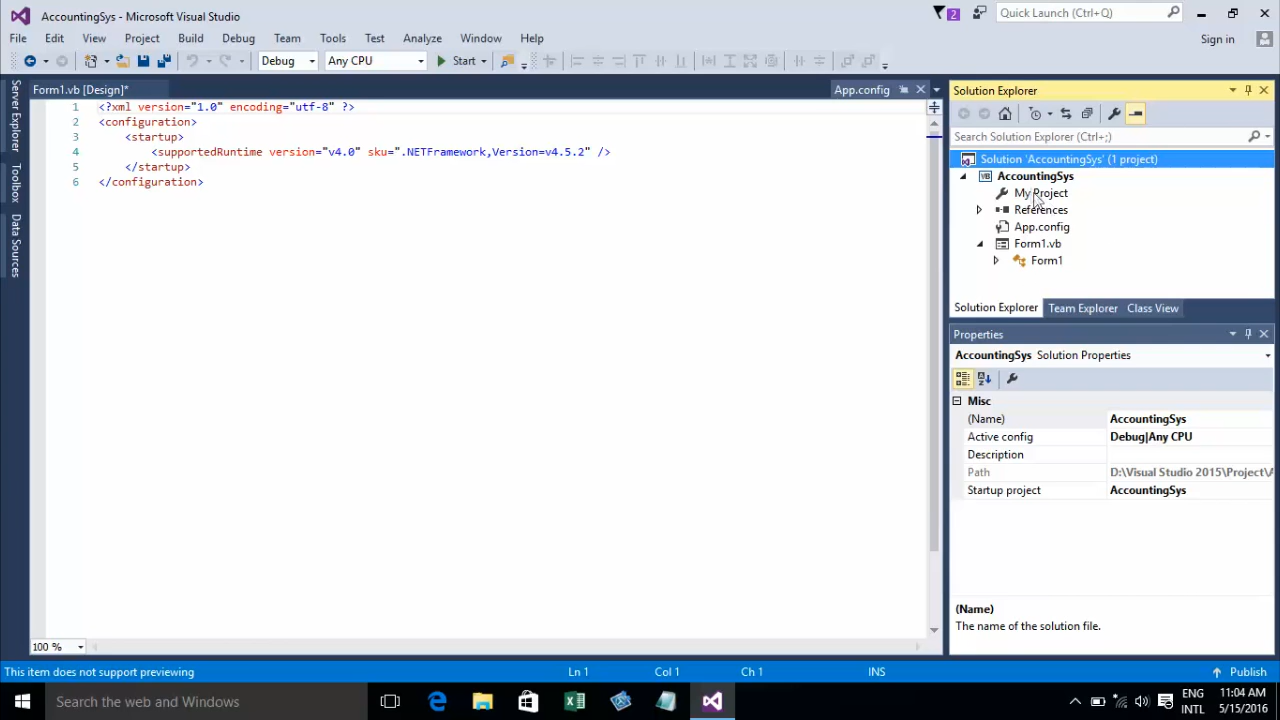 AccountingSys - Microsoft Visual Studio
2
Quick Launch (Ctrl+Q)
File Edit View Project Build Debug Team Tools Test Analyze Window Help
Sign in
Debug Any CPU Start
Server Explorer
Toolbox
Data Sources
Form1.vb [Design]*
App.config
1 <?xml version="1.0" encoding="utf-8" ?>
2 <configuration>
3 <startup>
4 <supportedRuntime version="v4.0" sku=".NETFramework,Version=v4.5.2" />
5 </startup>
6 </configuration>
100 %
Solution Explorer
Search Solution Explorer (Ctrl+;)
Solution 'AccountingSys' (1 project)
VB AccountingSys
My Project
References
App.config
Form1.vb
Form1
Solution Explorer Team Explorer Class View
Properties
AccountingSys Solution Properties
Misc
(Name) AccountingSys
Active config Debug|Any CPU
Description
Path D:\Visual Studio 2015\Project\A
Startup project AccountingSys
(Name)
The name of the solution file.
This item does not support previewing Ln 1 Col 1 Ch 1 INS Publish
Search the web and Windows
ENG
INTL
11:04 AM
5/15/2016